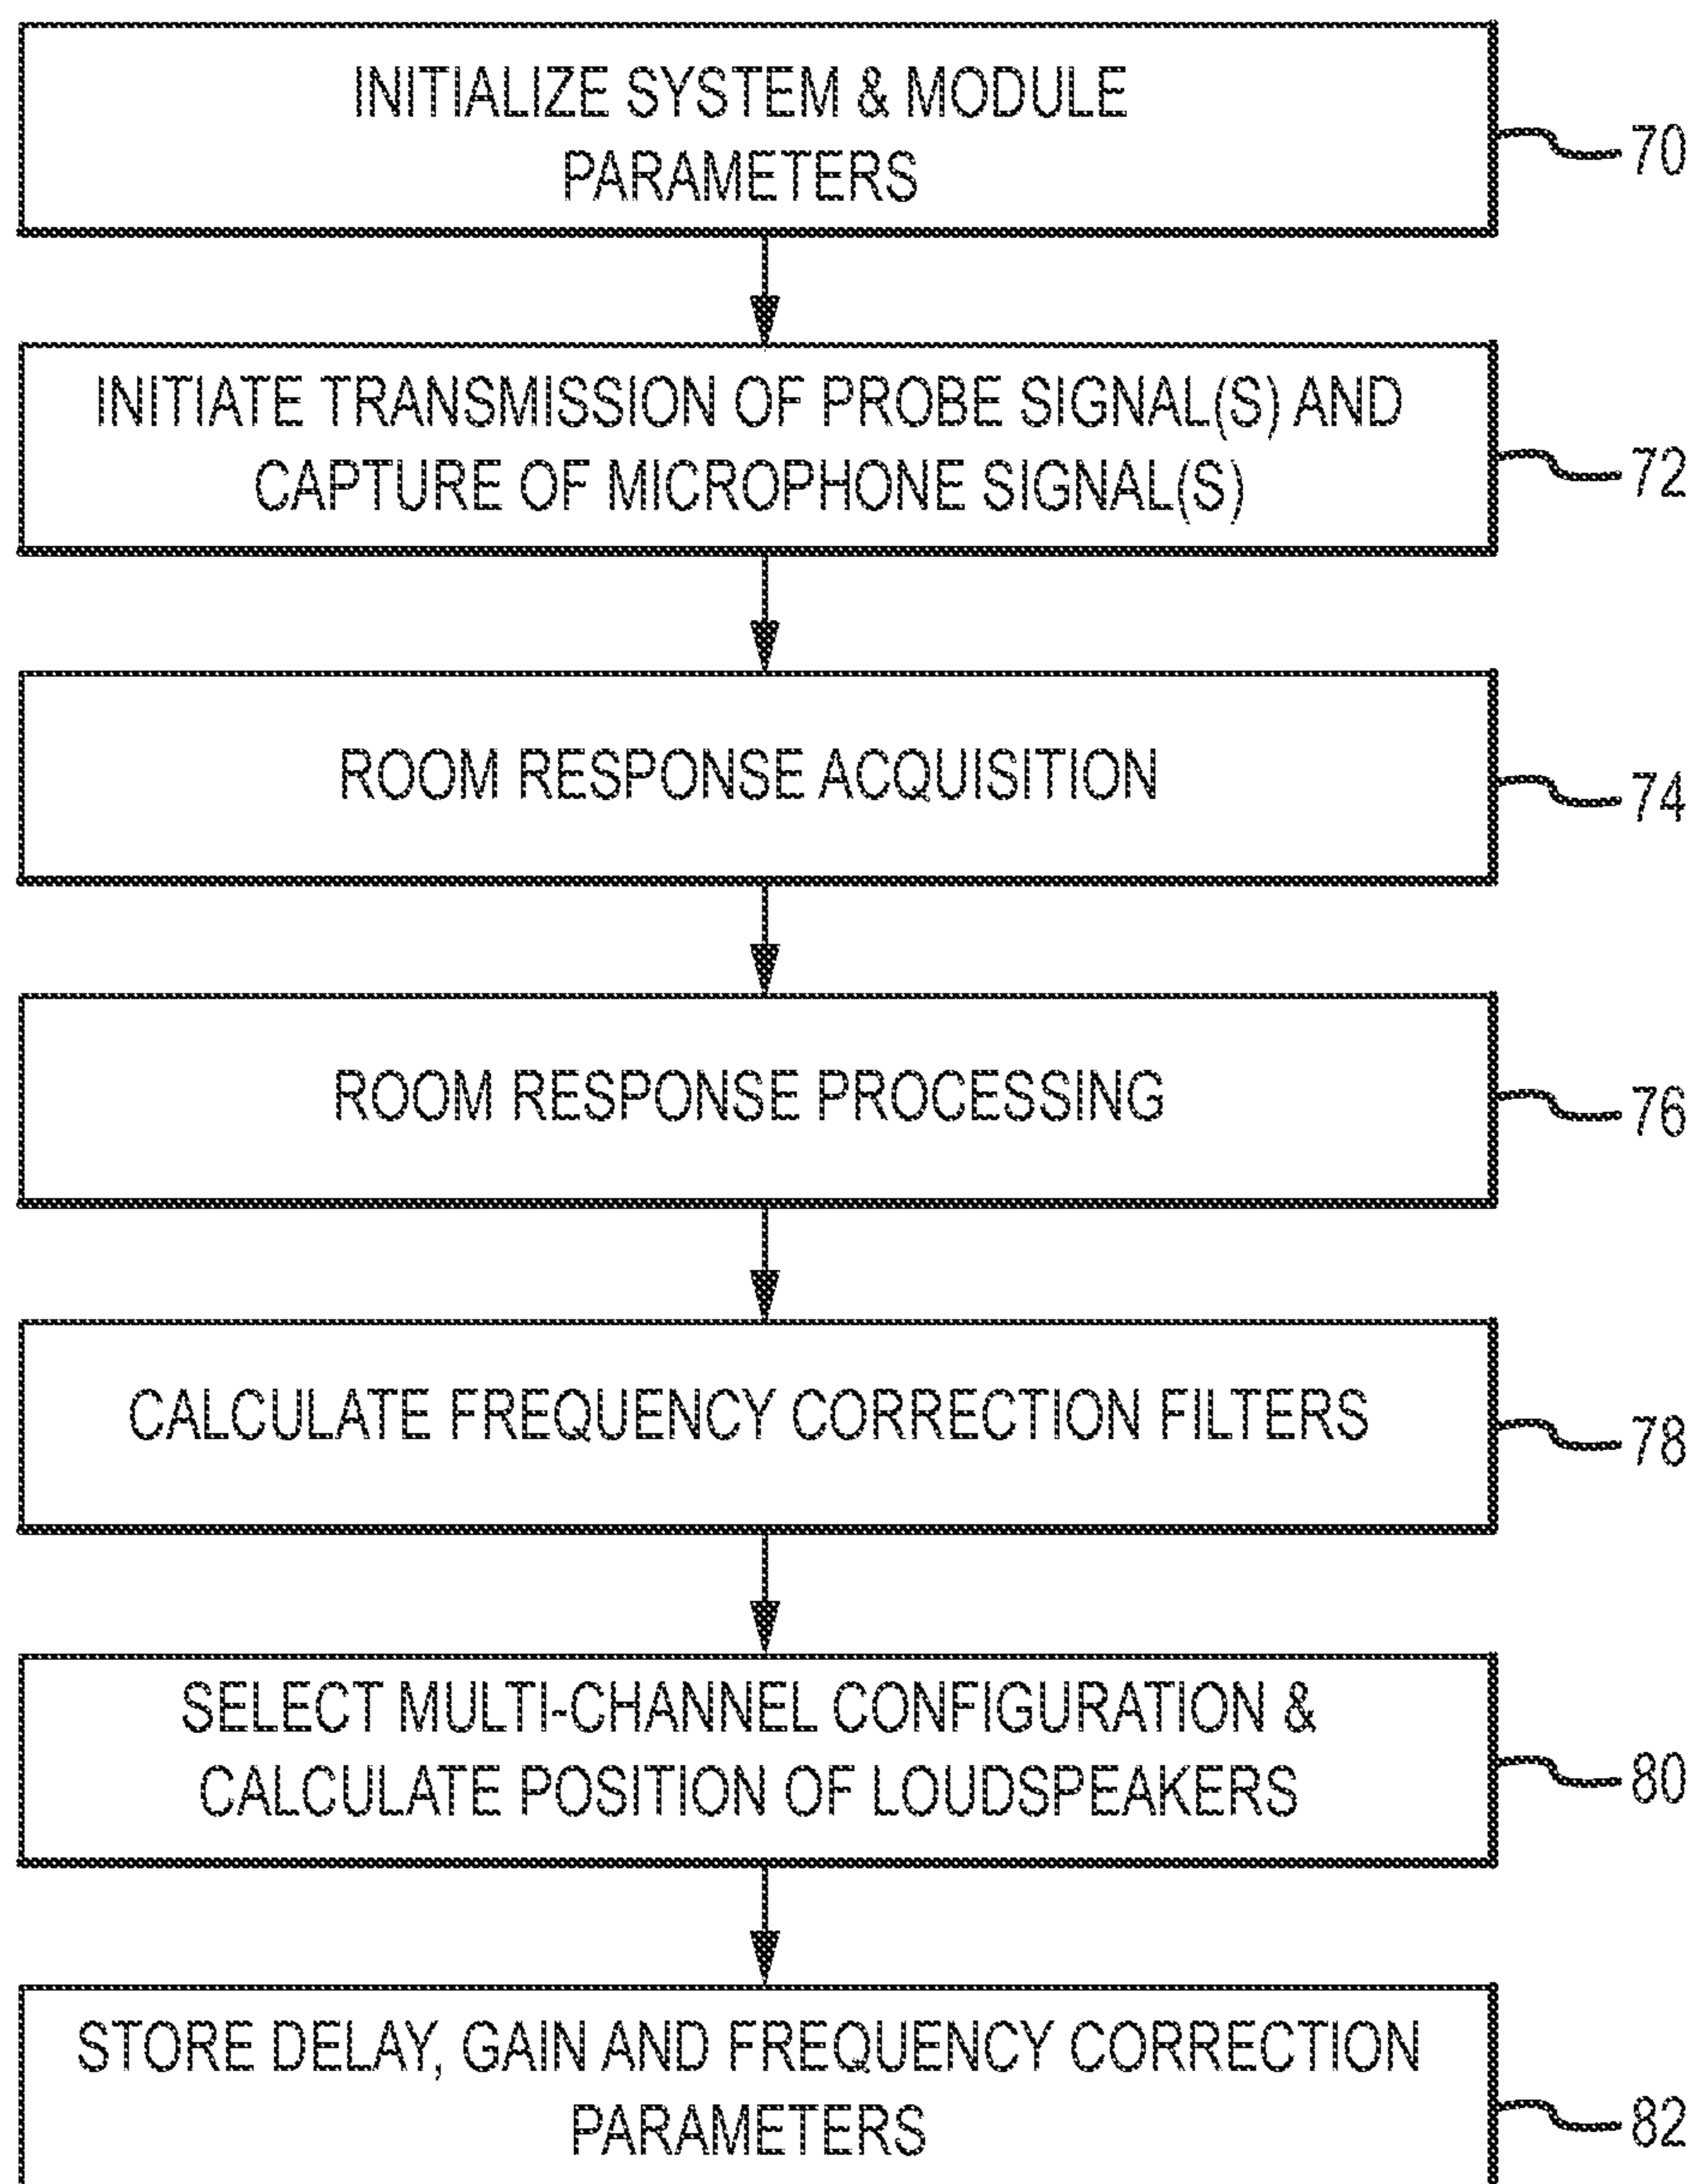 INITIALIZE SYSTEM & MODULE
PARAMETERS
70
INITIATE TRANSMISSION OF PROBE SIGNAL(S) AND
CAPTURE OF MICROPHONE SIGNAL(S)
72
ROOM RESPONSE ACQUISITION
74
ROOM RESPONSE PROCESSING
76
CALCULATE FREQUENCY CORRECTION FILTERS
78
SELECT MULTI-CHANNEL CONFIGURATION &
CALCULATE POSITION OF LOUDSPEAKERS
80
STORE DELAY, GAIN AND FREQUENCY CORRECTION
PARAMETERS
82